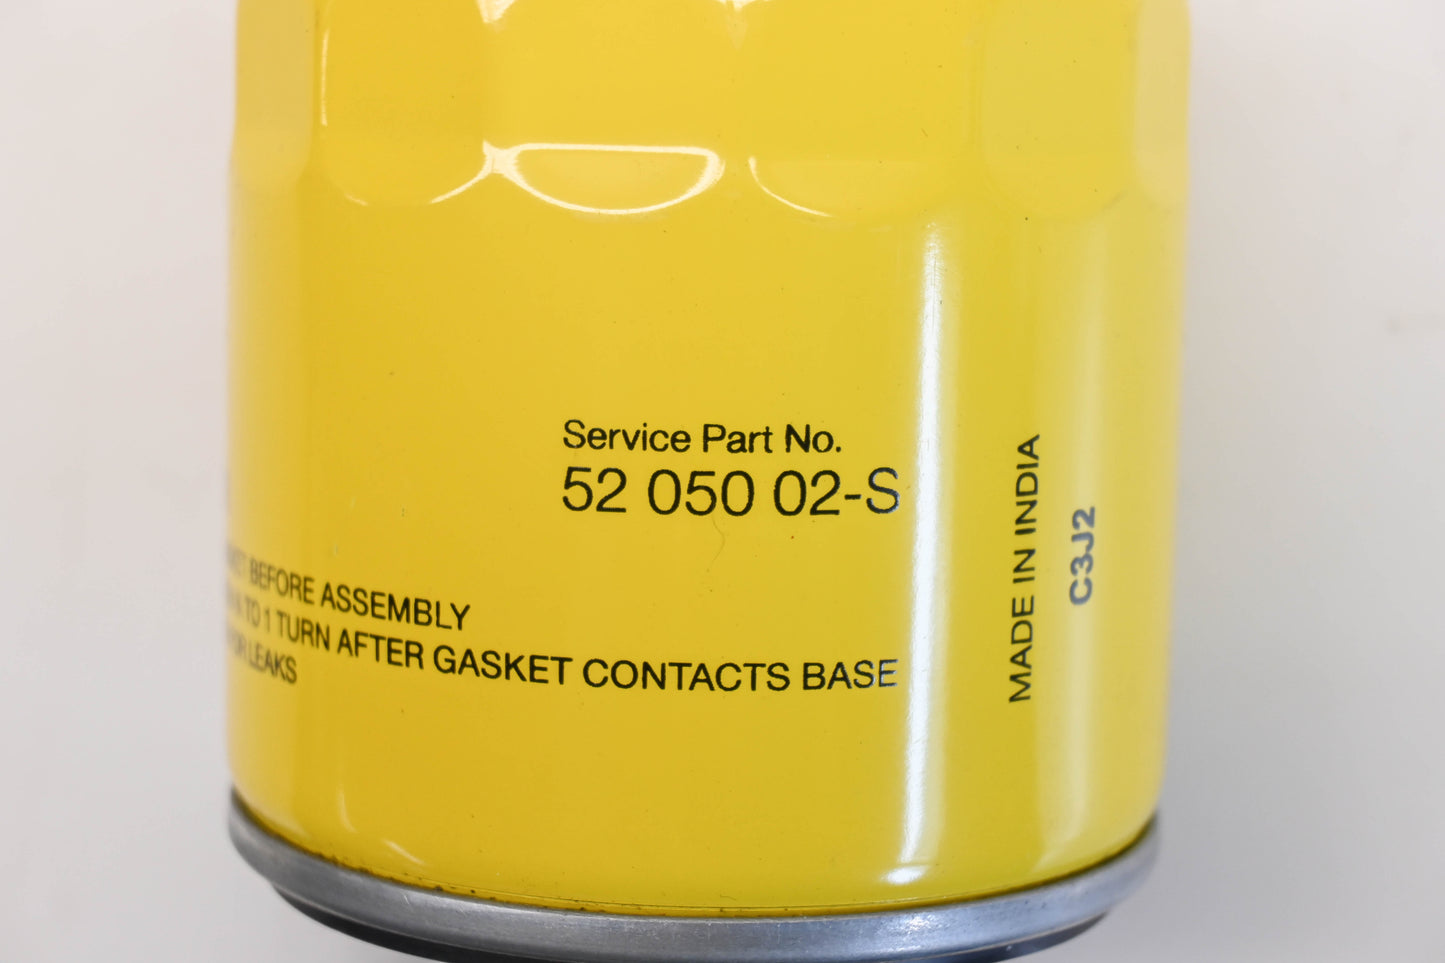 Service Part No.
52 050 02-S
BEFORE ASSEMBLY
TO 1 TURN AFTER GASKET CONTACTS BASE
LEAKS
MADE IN INDIA
C3J2